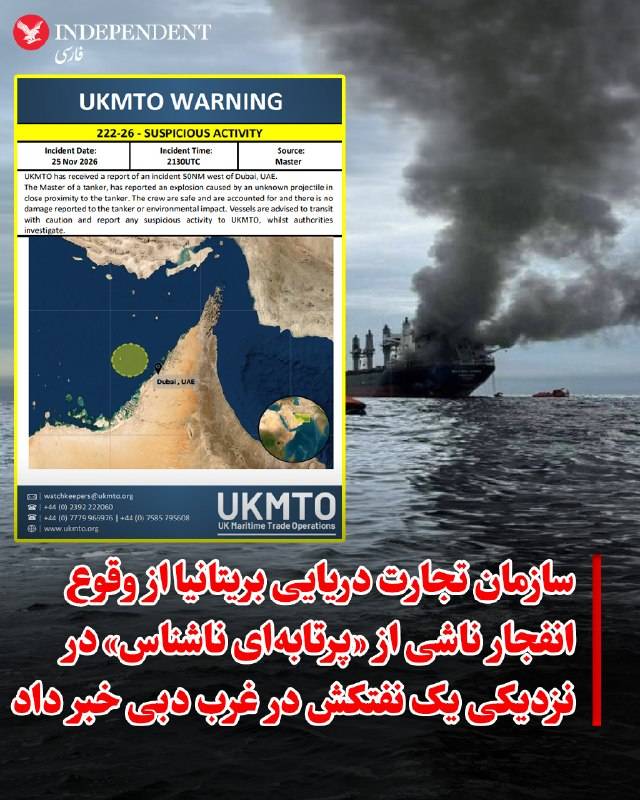 INDEPENDENT
فارسی
UKMTO WARNING
222-26 - SUSPICIOUS ACTIVITY
Incident Date:
25 Nov 2026
Incident Time:
2130UTC
Source:
Master
UKMTO has received a report of an incident 50NM west of Dubai, UAE.
The Master of a tanker, has reported an explosion caused by an unknown projectile in
close proximity to the tanker. The crew are safe and are accounted for and there is no
damage reported to the tanker or environmental impact. Vessels are advised to transit
with caution and report any suspicious activity to UKMTO, whilst authorities
investigate.
Dubai, UAE
watchkeepers@ukmto.org
+44 (0) 2392 222060
+44 (0) 7779 965976 | +44 (0) 7585 795608
www.ukmto.org
UKMTO
UK Maritime Trade Operations
سازمان تجارت دریایی بریتانیا از وقوع
انفجار ناشی از «پرتابه‌ای ناشناس» در
نزدیکی یک نفتکش در غرب دبی خبر داد